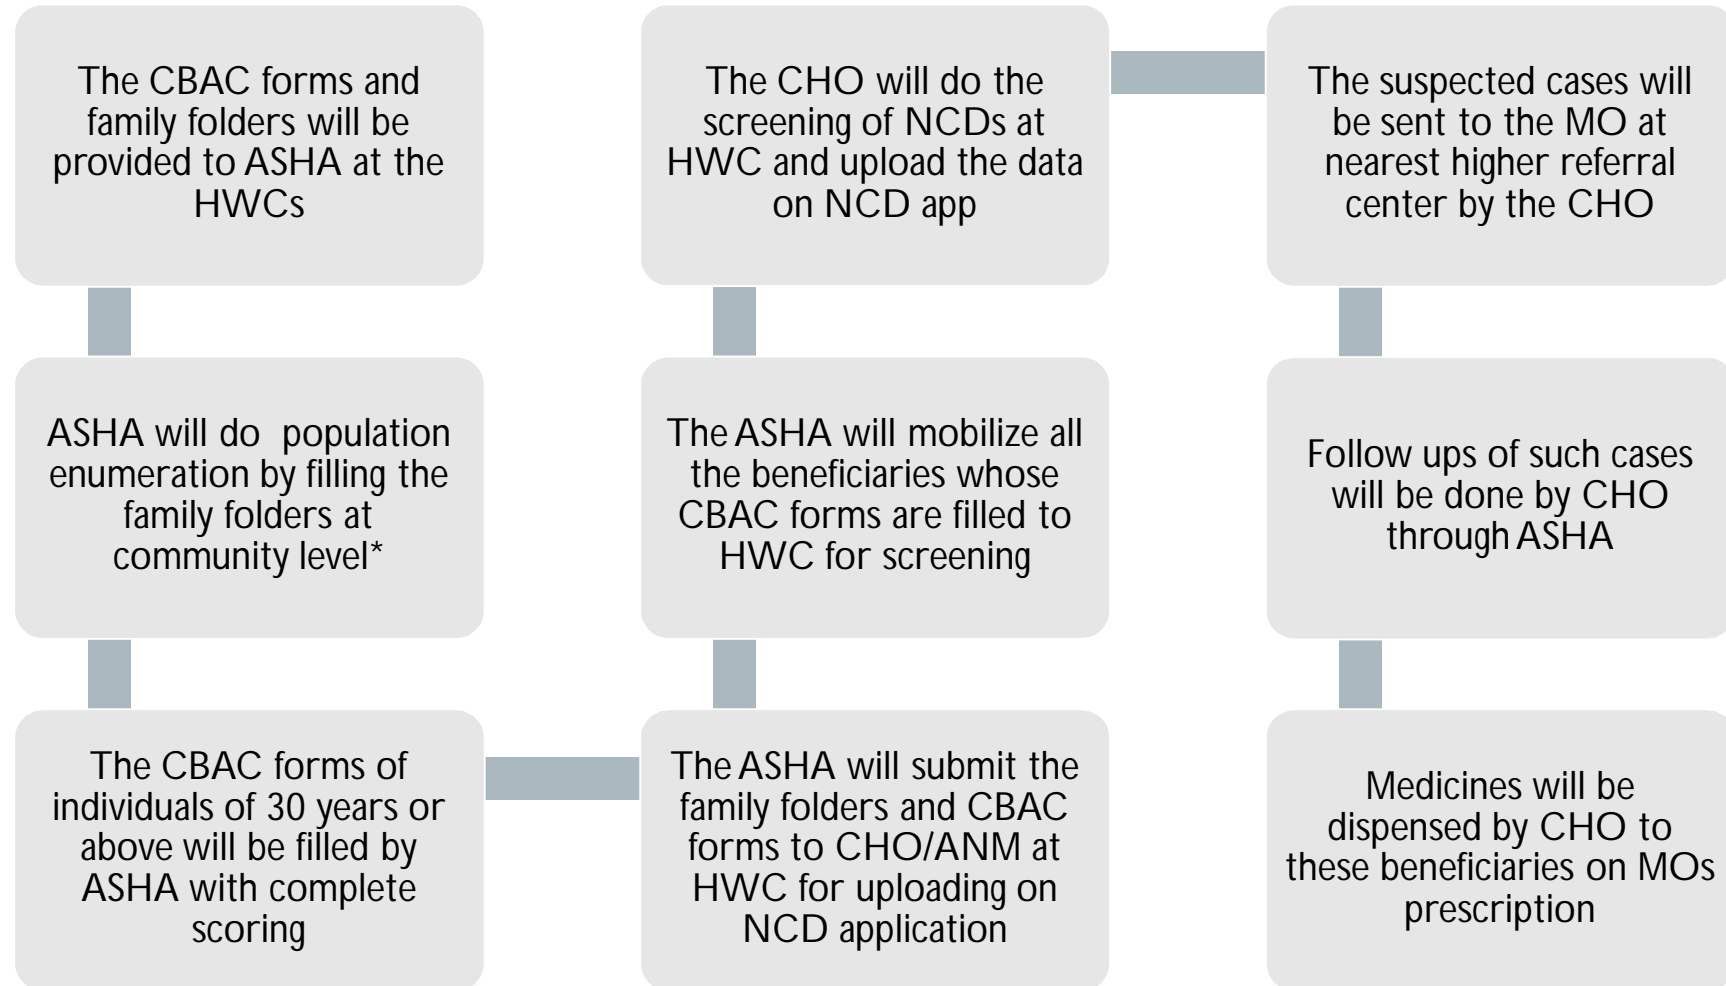 The CBAC forms and
family folders will be
provided to ASHA at the
HWCs
ASHA will do population
enumeration by filling the
family folders at
community level*
The CBAC forms of
individuals of 30 years or
above will be filled by
ASHA with complete
scoring
The ASHA will submit the
family folders and CBAC
forms to CHO/ANM at
HWC for uploading on
NCD application
The ASHA will mobilize all
the beneficiaries whose
CBAC forms are filled to
HWC for screening
The CHO will do the
screening of NCDs at
HWC and upload the data
on NCD app
The suspected cases will
be sent to the MO at
nearest higher referral
center by the CHO
Follow ups of such cases
will be done by CHO
through ASHA
Medicines will be
dispensed by CHO to
these beneficiaries on MOs
prescription